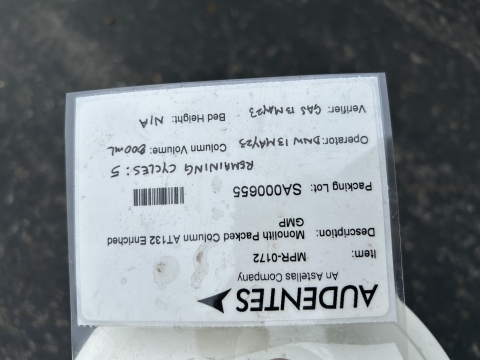 AUDENTES
An Astellas Company
Item: MPR-0172
Description: Monolith Packed Column AT132 Enriched
GMP
Packing Lot: SA000655
REMAINING CYCLES: 5
Operator: DNW 13MAY23 Column Volume: 800mL
Verifier: GAS 13MAY23 Bed Height: N/A